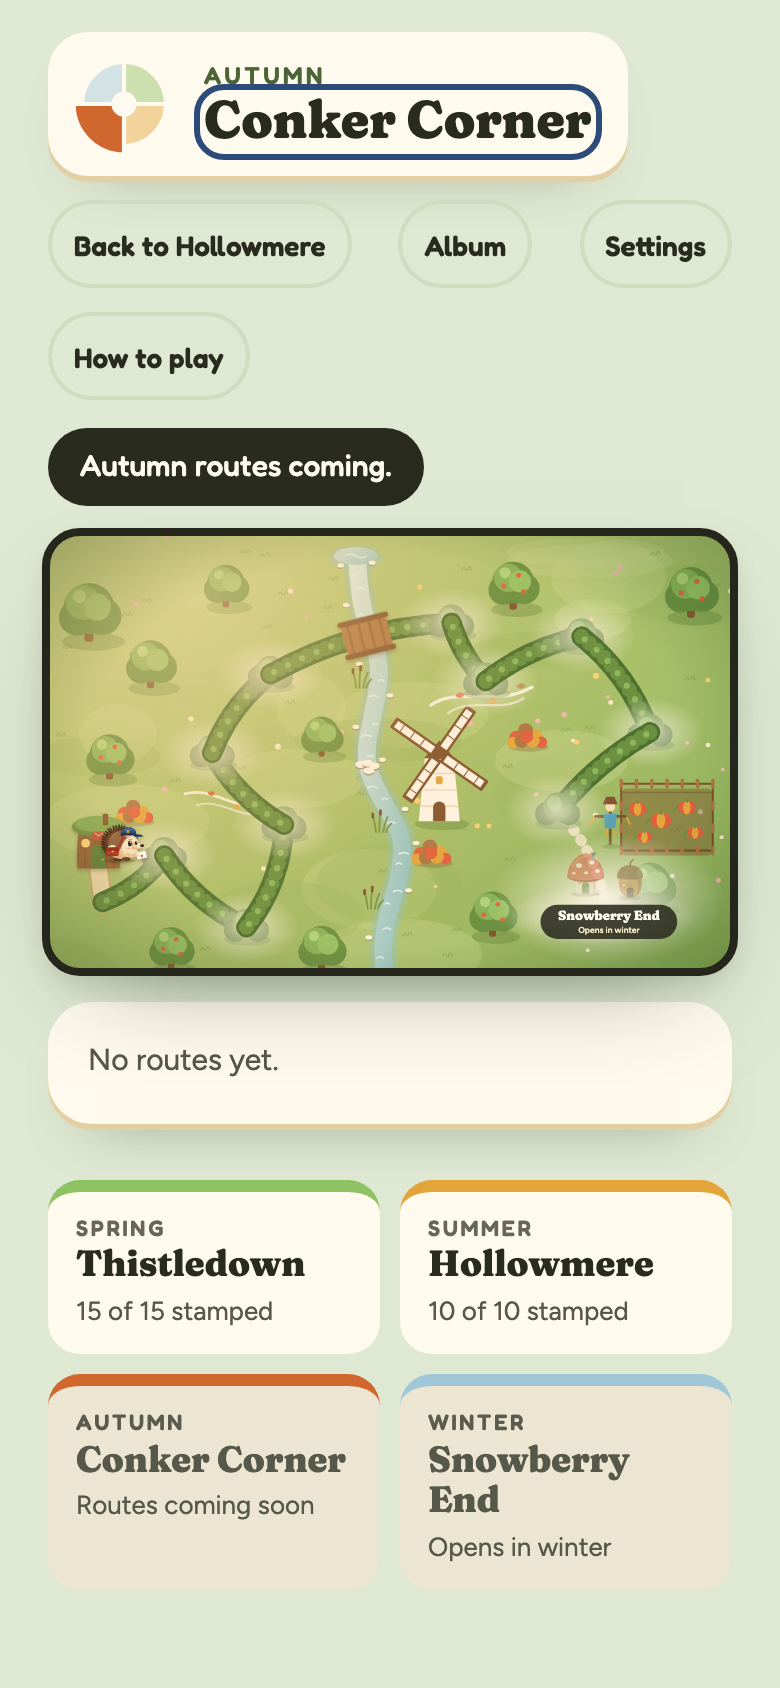 AUTUMN
Conker Corner
Back to Hollowmere
Album
Settings
How to play
Autumn routes coming.
Snowberry End
Opens in winter
No routes yet.
SPRING
Thistledown
15 of 15 stamped
SUMMER
Hollowmere
10 of 10 stamped
AUTUMN
Conker Corner
Routes coming soon
WINTER
Snowberry
End
Opens in winter